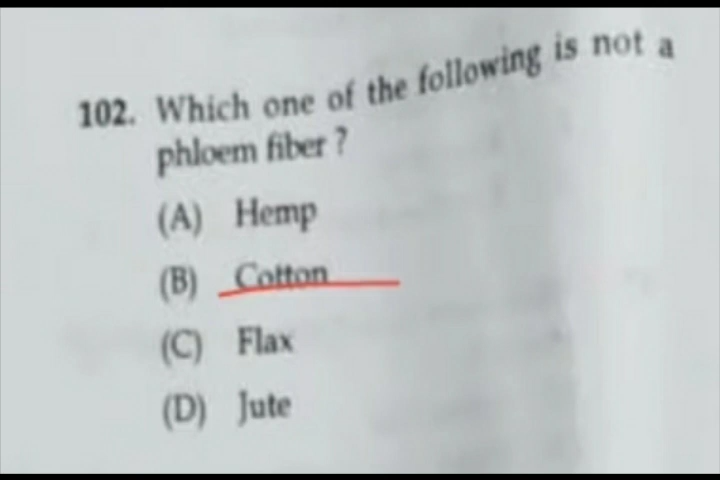 102. Which one of the following is not a
phloem fiber ?
(A) Hemp
(B) Cotton
(C) Flax
(D) Jute